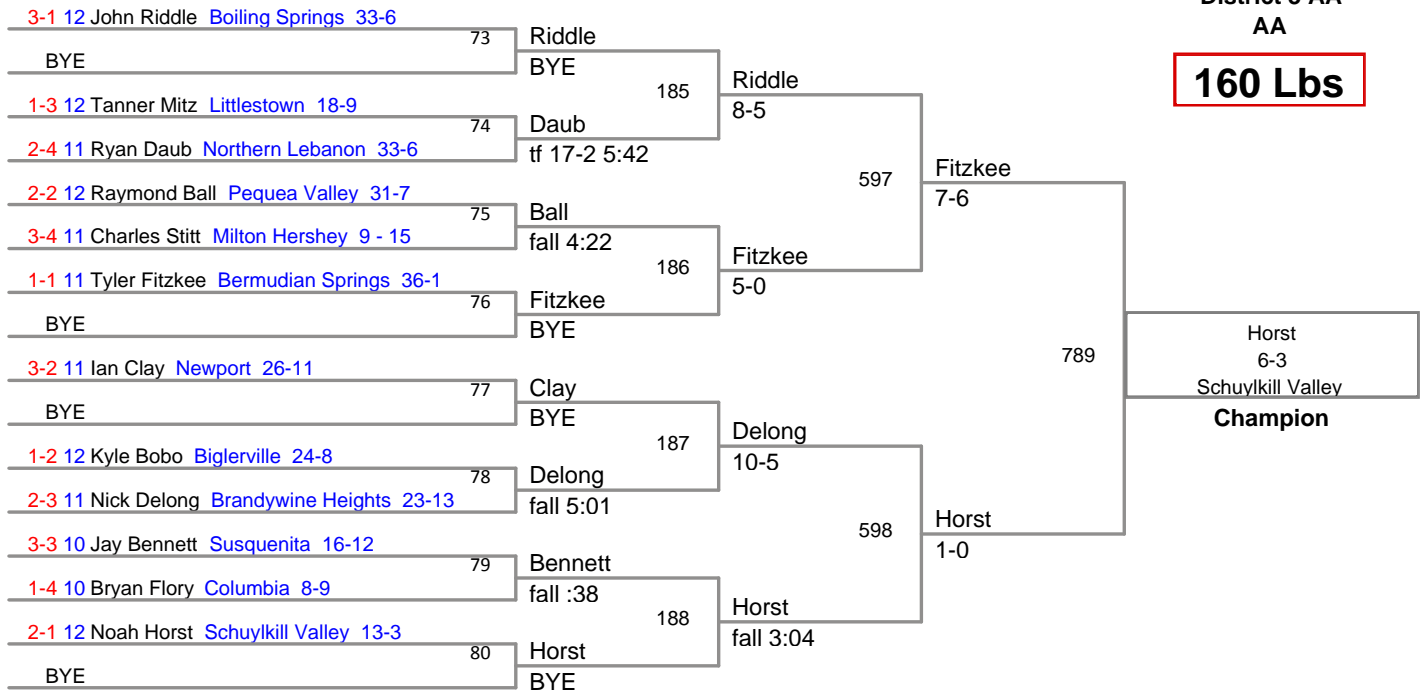 District 3 AA
AA
160 Lbs
3-1 12 John Riddle Boiling Springs 33-6
BYE
1-3 12 Tanner Mitz Littlestown 18-9
2-4 11 Ryan Daub Northern Lebanon 33-6
2-2 12 Raymond Ball Pequea Valley 31-7
3-4 11 Charles Stitt Milton Hershey 9 - 15
1-1 11 Tyler Fitzkee Bermudian Springs 36-1
BYE
3-2 11 Ian Clay Newport 26-11
BYE
1-2 12 Kyle Bobo Biglerville 24-8
2-3 11 Nick Delong Brandywine Heights 23-13
3-3 10 Jay Bennett Susquenita 16-12
1-4 10 Bryan Flory Columbia 8-9
2-1 12 Noah Horst Schuylkill Valley 13-3
BYE
73
Riddle
BYE
74
Daub
tf 17-2 5:42
75
Ball
fall 4:22
76
Fitzkee
BYE
77
Clay
BYE
78
Delong
fall 5:01
79
Bennett
fall :38
80
Horst
BYE
185
Riddle
8-5
186
Fitzkee
5-0
187
Delong
10-5
188
Horst
fall 3:04
597
Fitzkee
7-6
598
Horst
1-0
789
Horst
6-3
Schuylkill Valley
Champion